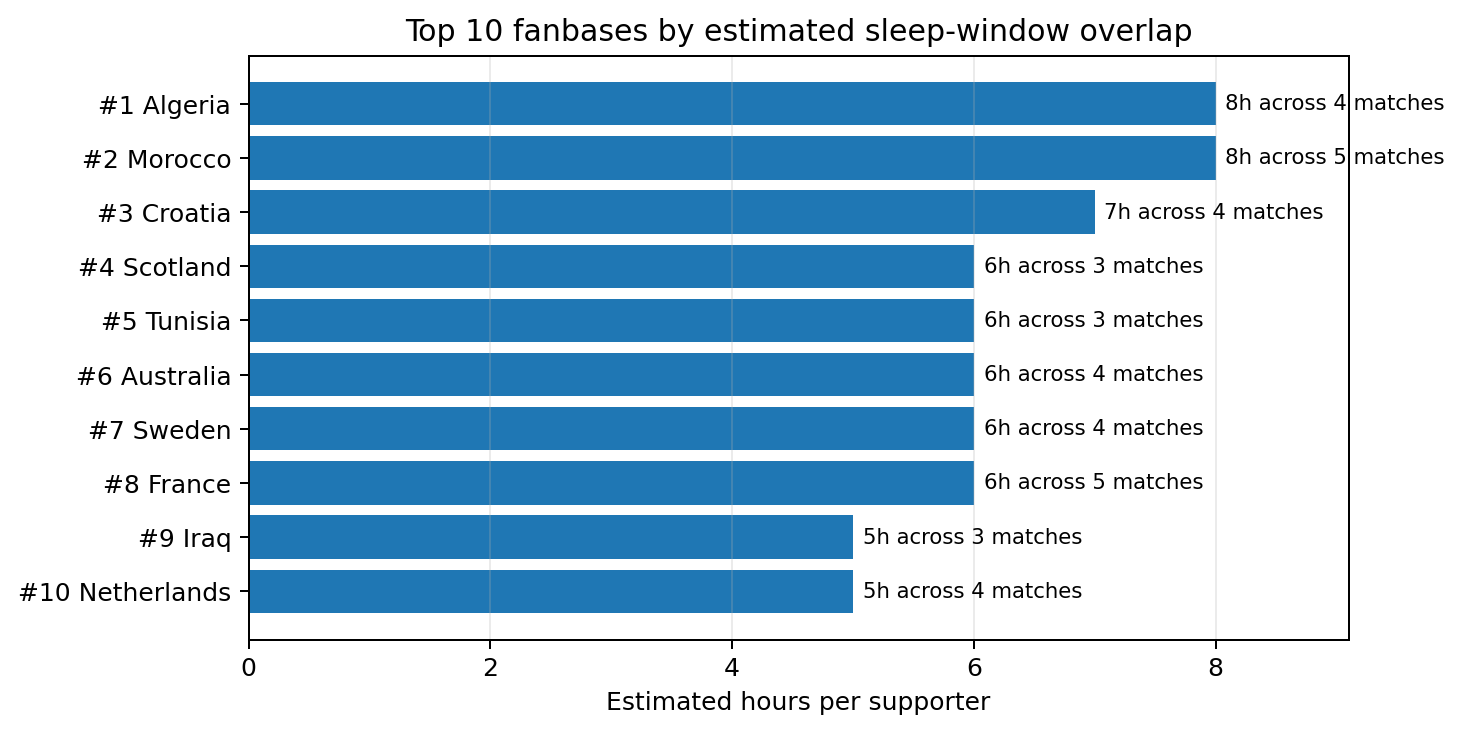 Top 10 fanbases by estimated sleep-window overlap
#1 Algeria 8h across 4 matches
#2 Morocco 8h across 5 matches
#3 Croatia 7h across 4 matches
#4 Scotland 6h across 3 matches
#5 Tunisia 6h across 3 matches
#6 Australia 6h across 4 matches
#7 Sweden 6h across 4 matches
#8 France 6h across 5 matches
#9 Iraq 5h across 3 matches
#10 Netherlands 5h across 4 matches
0 2 4 6 8
Estimated hours per supporter